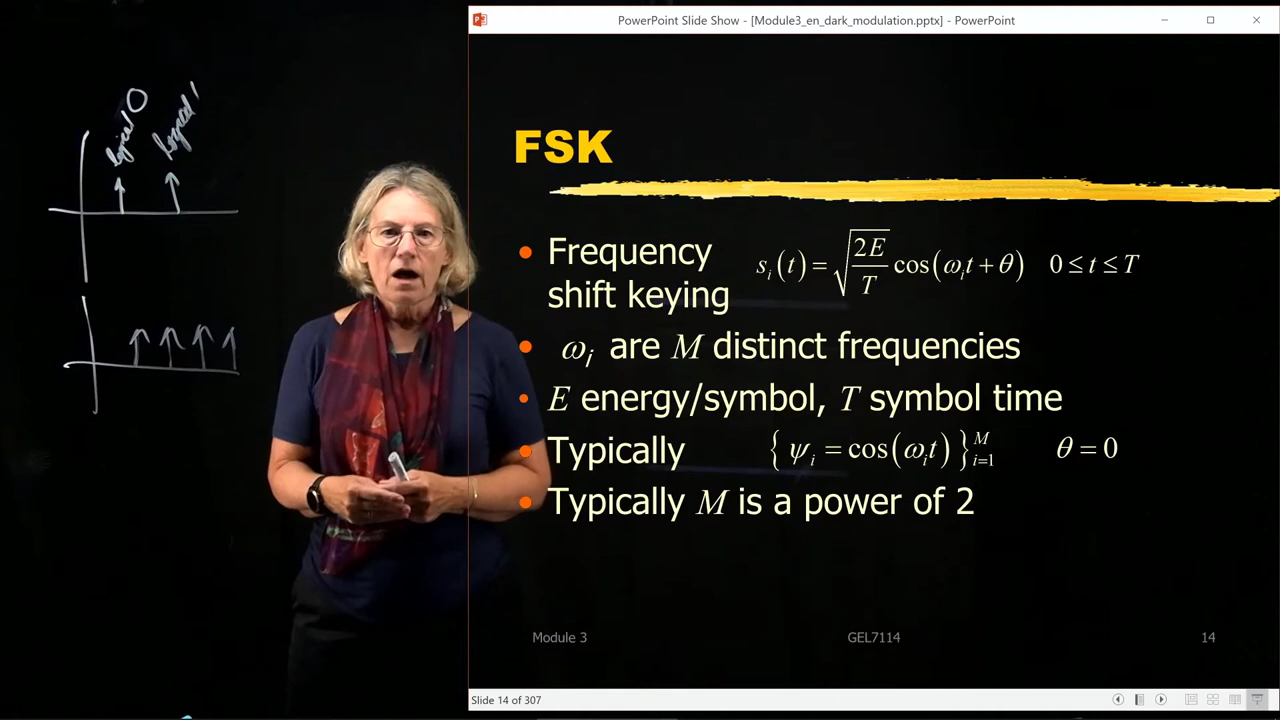 PowerPoint Slide Show - [Module3_en_dark_modulation.pptx] - PowerPoint
logical 0
logical 1
FSK
Frequency shift keying
s_i(t) = √(2E/T) cos(ω_i t + θ) 0 ≤ t ≤ T
ω_i are M distinct frequencies
E energy/symbol, T symbol time
Typically { ψ_i = cos(ω_i t) }_{i=1}^M θ = 0
Typically M is a power of 2
Module 3 GEL7114 14
Slide 14 of 307